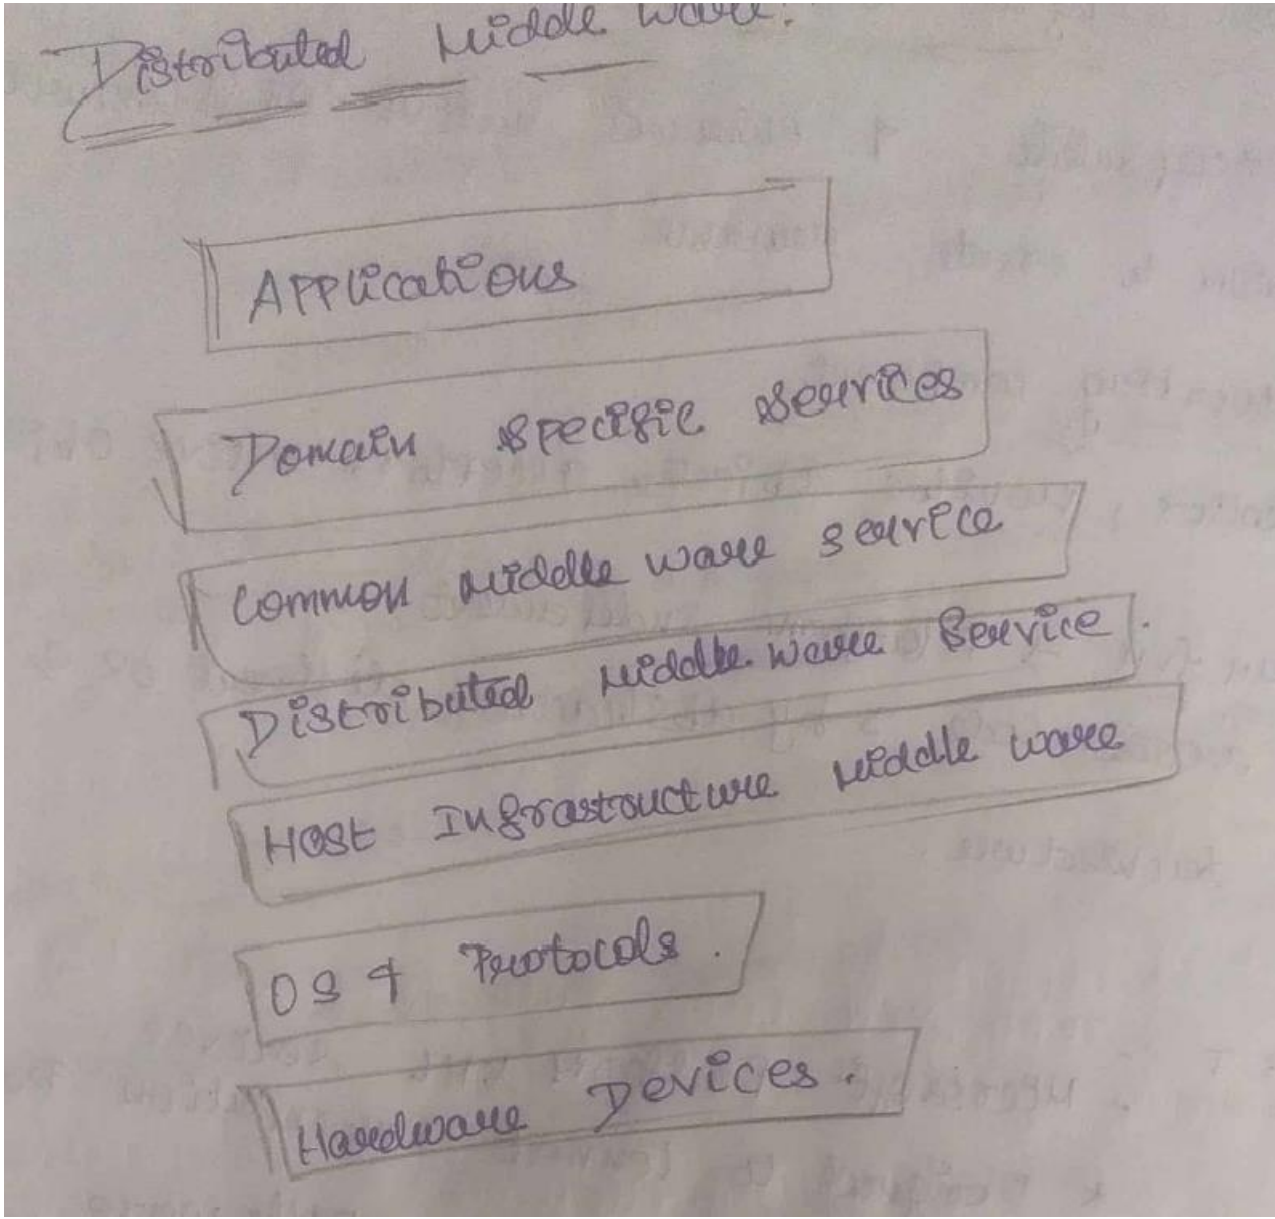 Distributed Middle ware.
Applications
Domain specific services
Common Middle ware service
Distributed Middle ware Service.
Host Infrastructure Middle ware
OS & Protocols.
Hardware Devices.